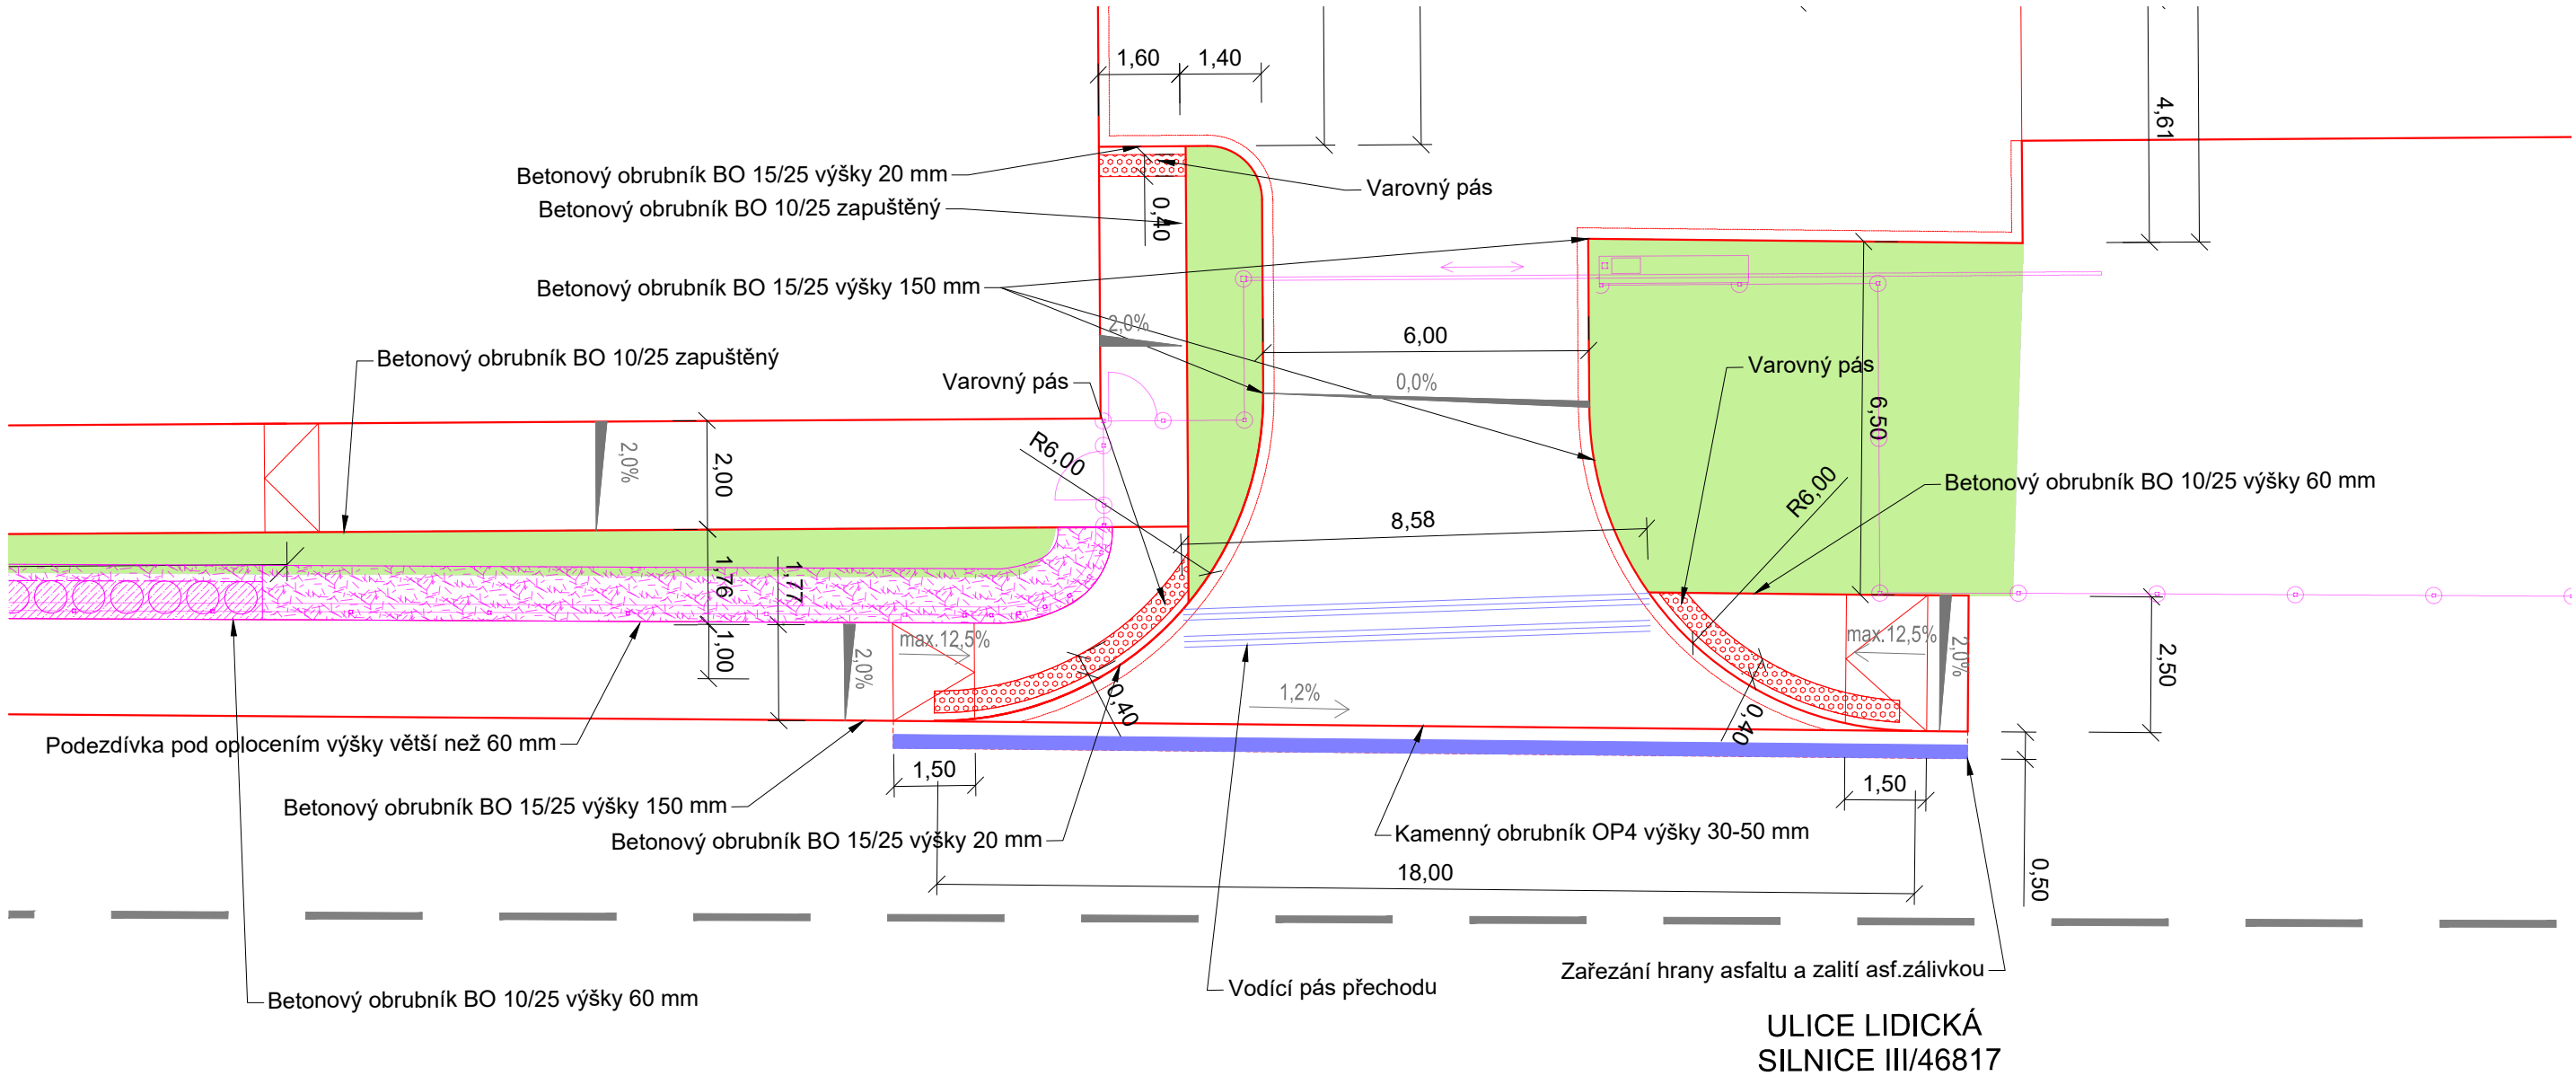 1,60
1,40
4,61
Betonový obrubník BO 15/25 výšky 20 mm
Varovný pás
Betonový obrubník BO 10/25 zapuštěný
0,40
Betonový obrubník BO 15/25 výšky 150 mm
2,0%
6,00
Betonový obrubník BO 10/25 zapuštěný
Varovný pás
Varovný pás
0,0%
6,50
2,0%
2,00
R6,00
R6,00
Betonový obrubník BO 10/25 výšky 60 mm
8,58
1,76
1,77
1,00
2,0%
max.12,5%
max.12,5%
2,0%
2,50
0,40
1,2%
0,40
Podezdívka pod oplocením výšky větší než 60 mm
1,50
1,50
Betonový obrubník BO 15/25 výšky 150 mm
Betonový obrubník BO 15/25 výšky 20 mm
Kamenný obrubník OP4 výšky 30-50 mm
18,00
0,50
Zařezání hrany asfaltu a zalití asf.zálivkou
Vodící pás přechodu
Betonový obrubník BO 10/25 výšky 60 mm
ULICE LIDICKÁ
SILNICE III/46817